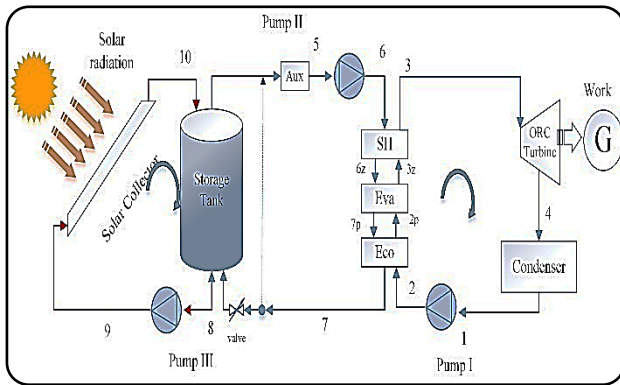 Pump II
Solar
radiation
10
5
6
3
Work
Aux
ORC
Turbine
G
SH
6z
3z
Solar Collector
Storage
Tank
Eva
7p
2p
4
Eco
Condenser
2
9
8
valve
7
1
Pump III
Pump I